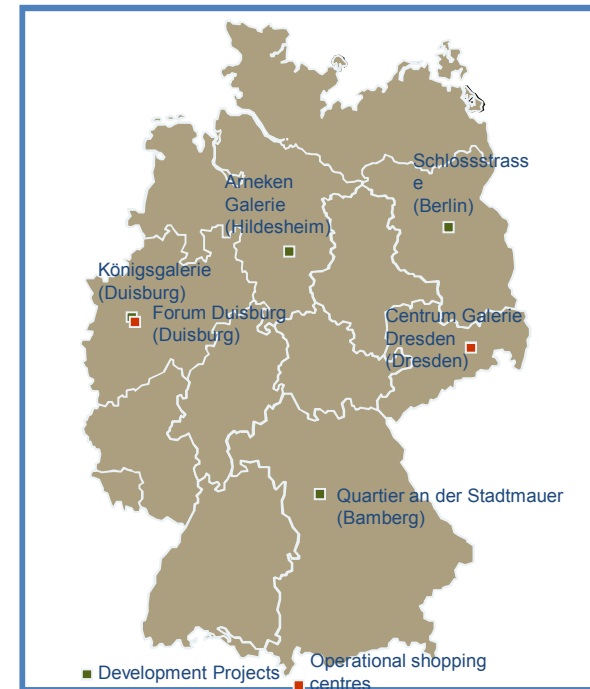 Schlossstrass
e
(Berlin)
Arneken
Galerie
(Hildesheim)
Königsgalerie
(Duisburg)
Forum Duisburg
(Duisburg)
Centrum Galerie
Dresden
(Dresden)
Quartier an der Stadtmauer
(Bamberg)
Development Projects
Operational shopping
centres